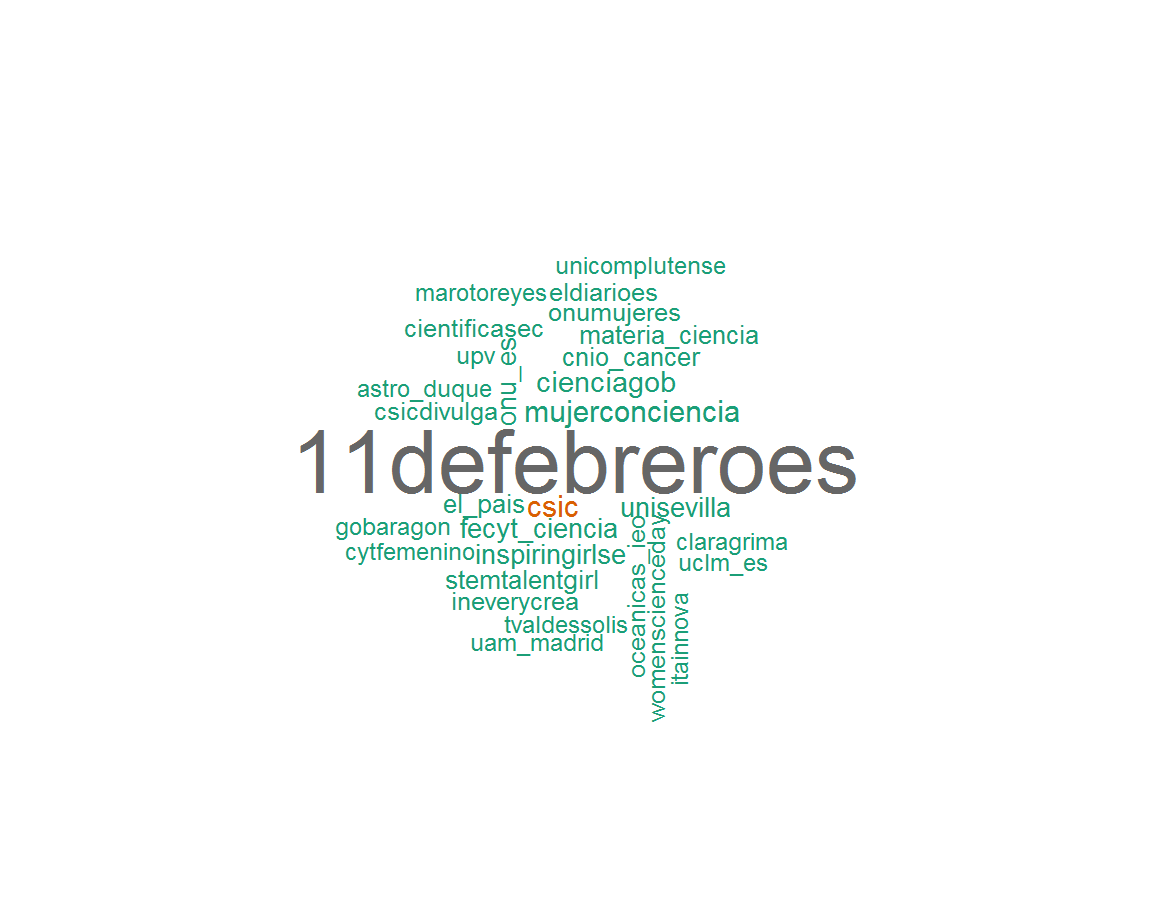 unicomplutense
marotoreyes eldiarioes
onumujeres
cientificasec materia_ciencia
upv onu_es cnio_cancer
astro_duque cienciagob
csicdivulga mujerconciencia
11defebreroes
el_pais csic unisevilla
gobaragon fecyt_ciencia
cytfemenino inspiringirlse claragrima
stemtalentgirl uclm_es
ineverycrea
tvaldessolis
uam_madrid
oceanicas_ieo
womenscienceday
itainnova